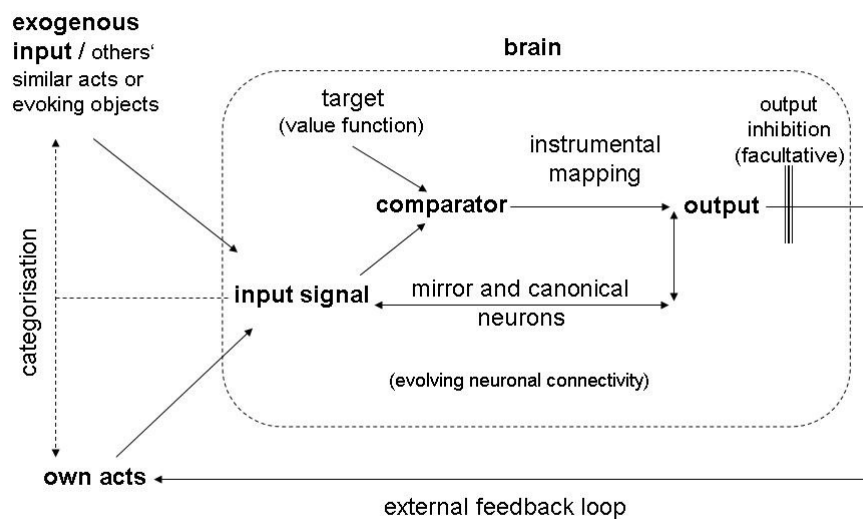 exogenous
input / others‘
similar acts or
evoking objects
brain
target
(value function)
output
inhibition
(facultative)
instrumental
mapping
comparator
output
categorisation
input signal
mirror and canonical
neurons
(evolving neuronal connectivity)
own acts
external feedback loop